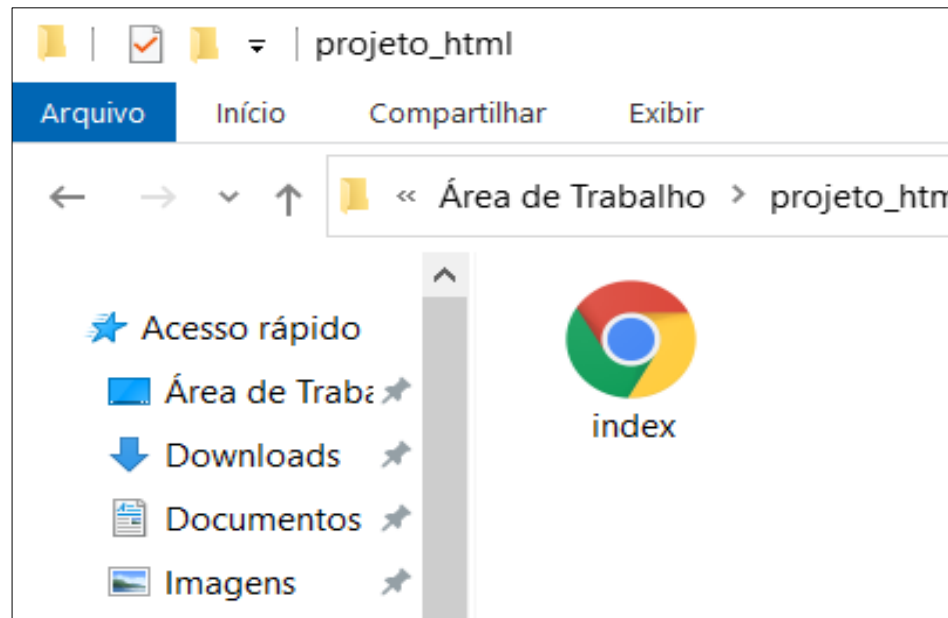 projeto_html
Arquivo Início Compartilhar Exibir
« Área de Trabalho > projeto_htm
Acesso rápido
Área de Traba
Downloads
Documentos
Imagens
index